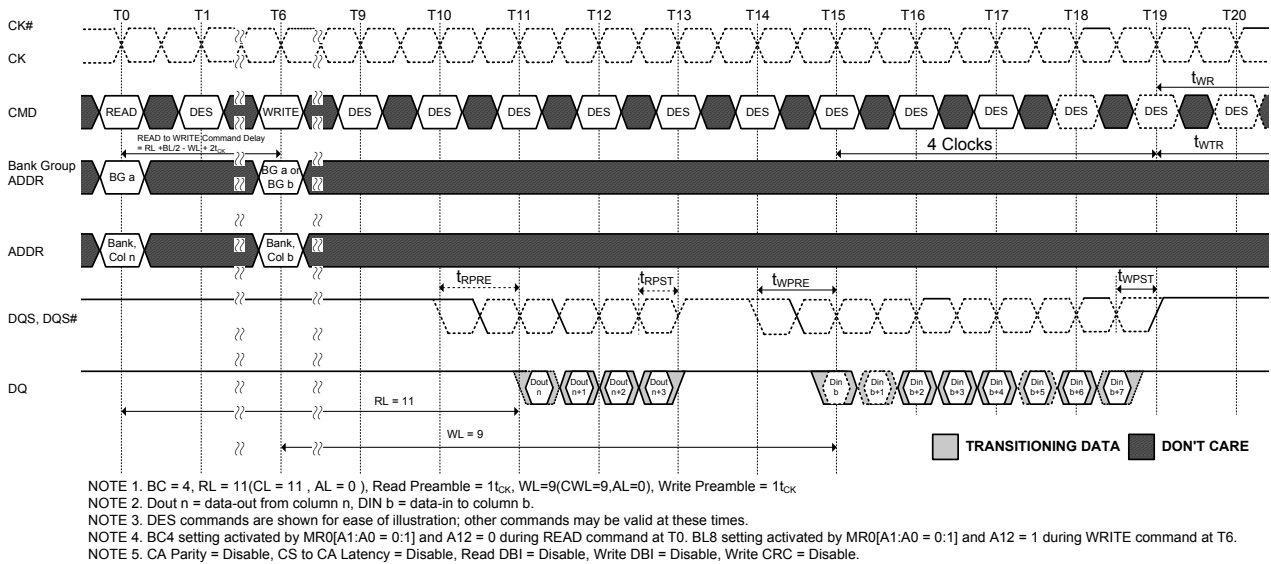 T0 T1 T6 T9 T10 T11 T12 T13 T14 T15 T16 T17 T18 T19 T20
CK#
CK
tWR
CMD READ DES WRITE DES DES DES DES DES DES DES DES DES DES DES DES
READ to WRITE Command Delay
= RL +BL/2 - WL + 2tCK
4 Clocks
tWTR
Bank Group
ADDR
BG a
BG a or
BG b
ADDR
Bank,
Col n
Bank,
Col b
tRPRE tRPST tWPRE tWPST
DQS, DQS#
DQ
Dout
n
Dout
n+1
Dout
n+2
Dout
n+3
Din
b
Din
b+1
Din
b+2
Din
b+3
Din
b+4
Din
b+5
Din
b+6
Din
b+7
RL = 11
WL = 9
TRANSITIONING DATA DON'T CARE
NOTE 1. BC = 4, RL = 11(CL = 11 , AL = 0 ), Read Preamble = 1tCK, WL=9(CWL=9,AL=0), Write Preamble = 1tCK
NOTE 2. Dout n = data-out from column n, DIN b = data-in to column b.
NOTE 3. DES commands are shown for ease of illustration; other commands may be valid at these times.
NOTE 4. BC4 setting activated by MR0[A1:A0 = 0:1] and A12 = 0 during READ command at T0. BL8 setting activated by MR0[A1:A0 = 0:1] and A12 = 1 during WRITE command at T6.
NOTE 5. CA Parity = Disable, CS to CA Latency = Disable, Read DBI = Disable, Write DBI = Disable, Write CRC = Disable.